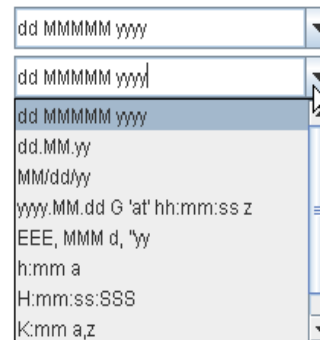 dd MMMMM yyyy
dd MMMMM yyyy
dd MMMMM yyyy
dd.MM.yy
MM/dd/yy
yyyy.MM.dd G 'at' hh:mm:ss z
EEE, MMM d, ''yy
h:mm a
H:mm:ss:SSS
K:mm a,z